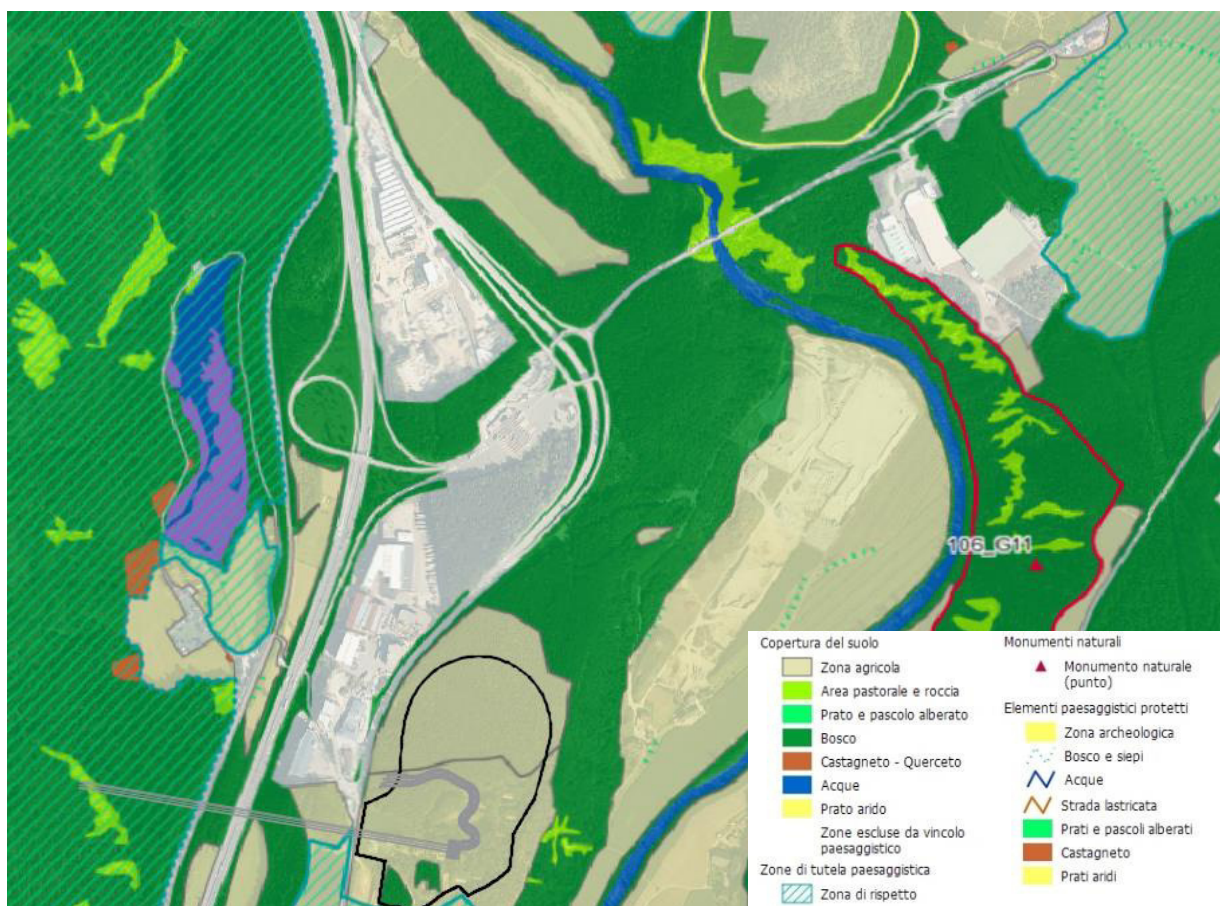 106_G11
Copertura del suolo
Zona agricola
Area pastorale e roccia
Prato e pascolo alberato
Bosco
Castagneto - Querceto
Acque
Prato arido
Zone escluse da vincolo
paesaggistico
Zone di tutela paesaggistica
Zona di rispetto
Monumenti naturali
Monumento naturale
(punto)
Elementi paesaggistici protetti
Zona archeologica
Bosco e siepi
Acque
Strada lastricata
Prati e pascoli alberati
Castagneto
Prati aridi